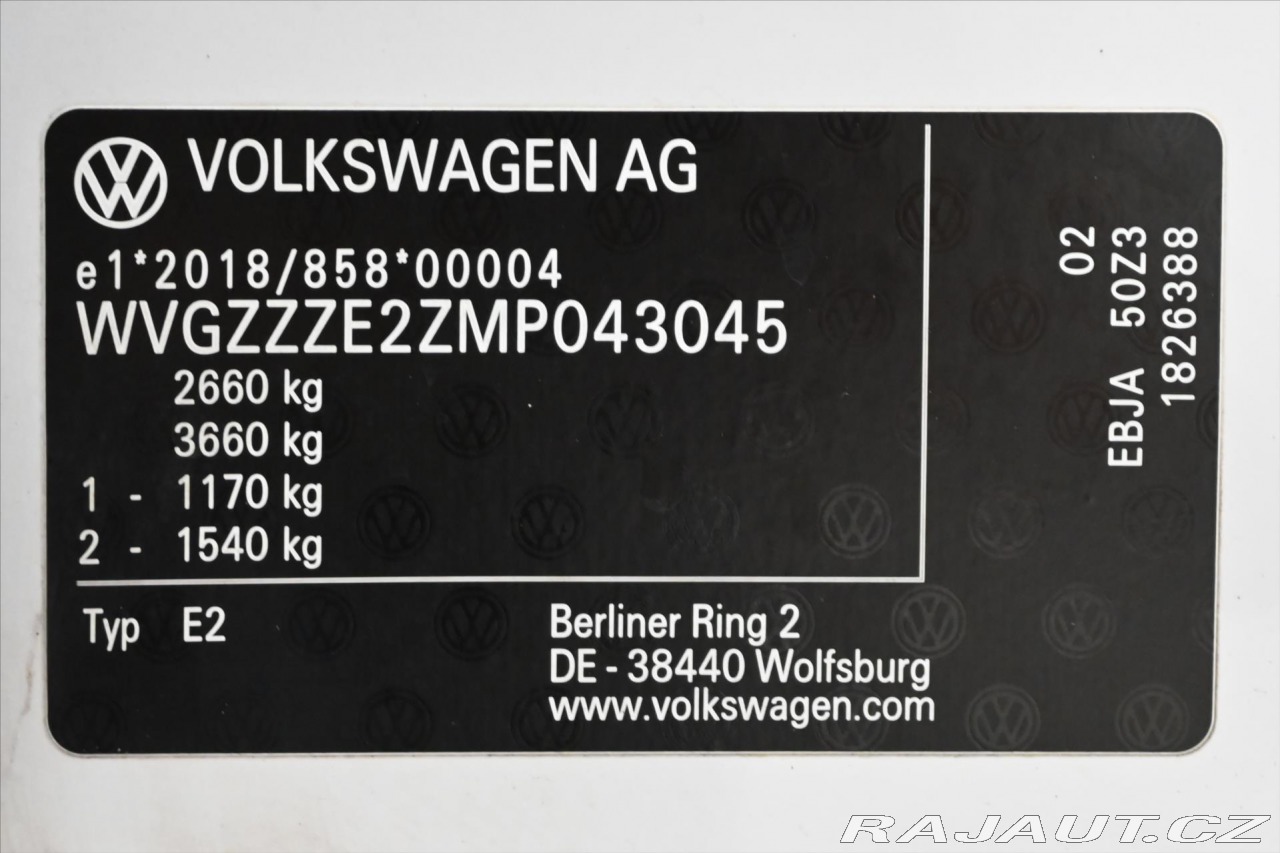 VOLKSWAGEN AG
e1*2018/858*00004
WVGZZZE2ZMP043045
2660 kg
3660 kg
1 - 1170 kg
2 - 1540 kg
Typ E2
Berliner Ring 2
DE - 38440 Wolfsburg
www.volkswagen.com
02
EBJA 50Z3
18263388
RAJAUT.CZ